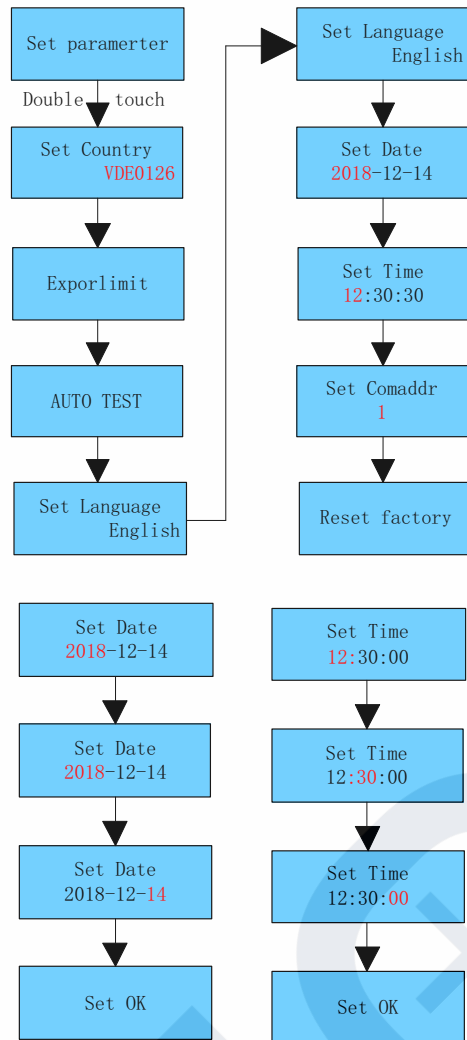 Set paramerter
Double touch
Set Country
VDE0126
Exporlimit
AUTO TEST
Set Language
English
Set Language
English
Set Date
2018-12-14
Set Time
12:30:30
Set Comaddr
1
Reset factory
Set Date
2018-12-14
Set Date
2018-12-14
Set Date
2018-12-14
Set OK
Set Time
12:30:00
Set Time
12:30:00
Set Time
12:30:00
Set OK